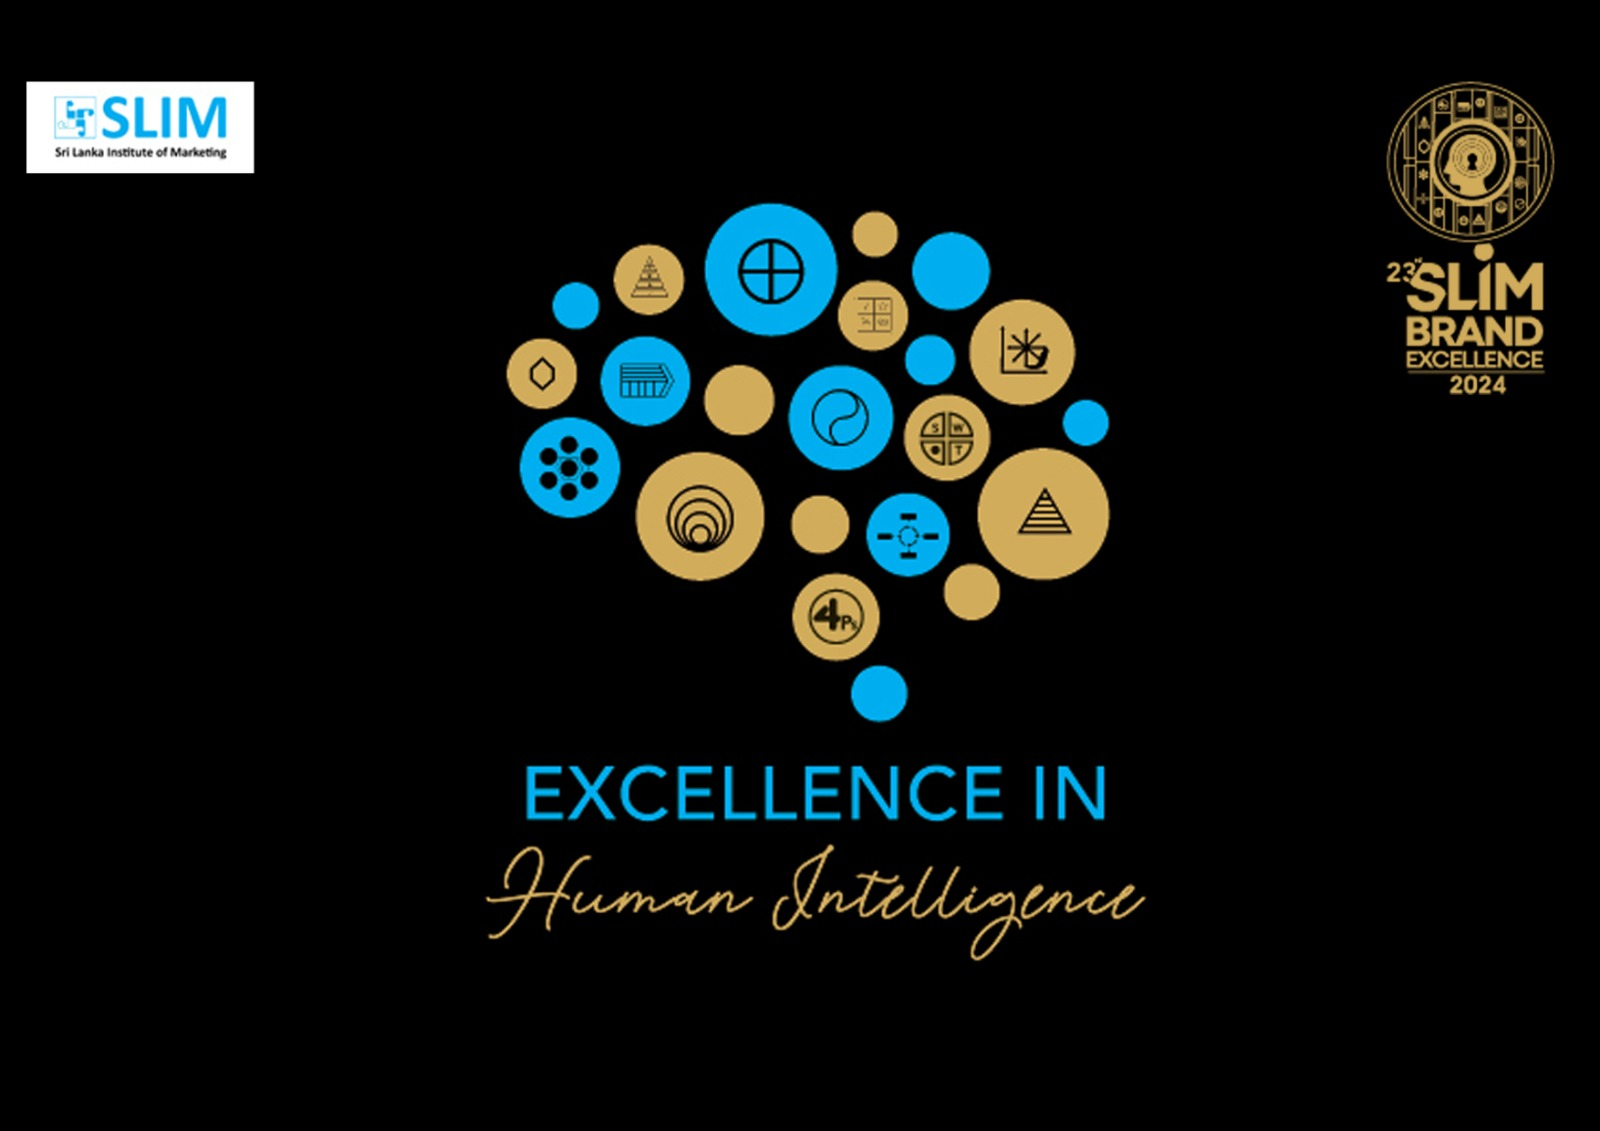 SLIM
Sri Lanka Institute of Marketing
23rd
SLIM
BRAND
EXCELLENCE
2024
S W
O T
4Ps
EXCELLENCE IN
Human Intelligence